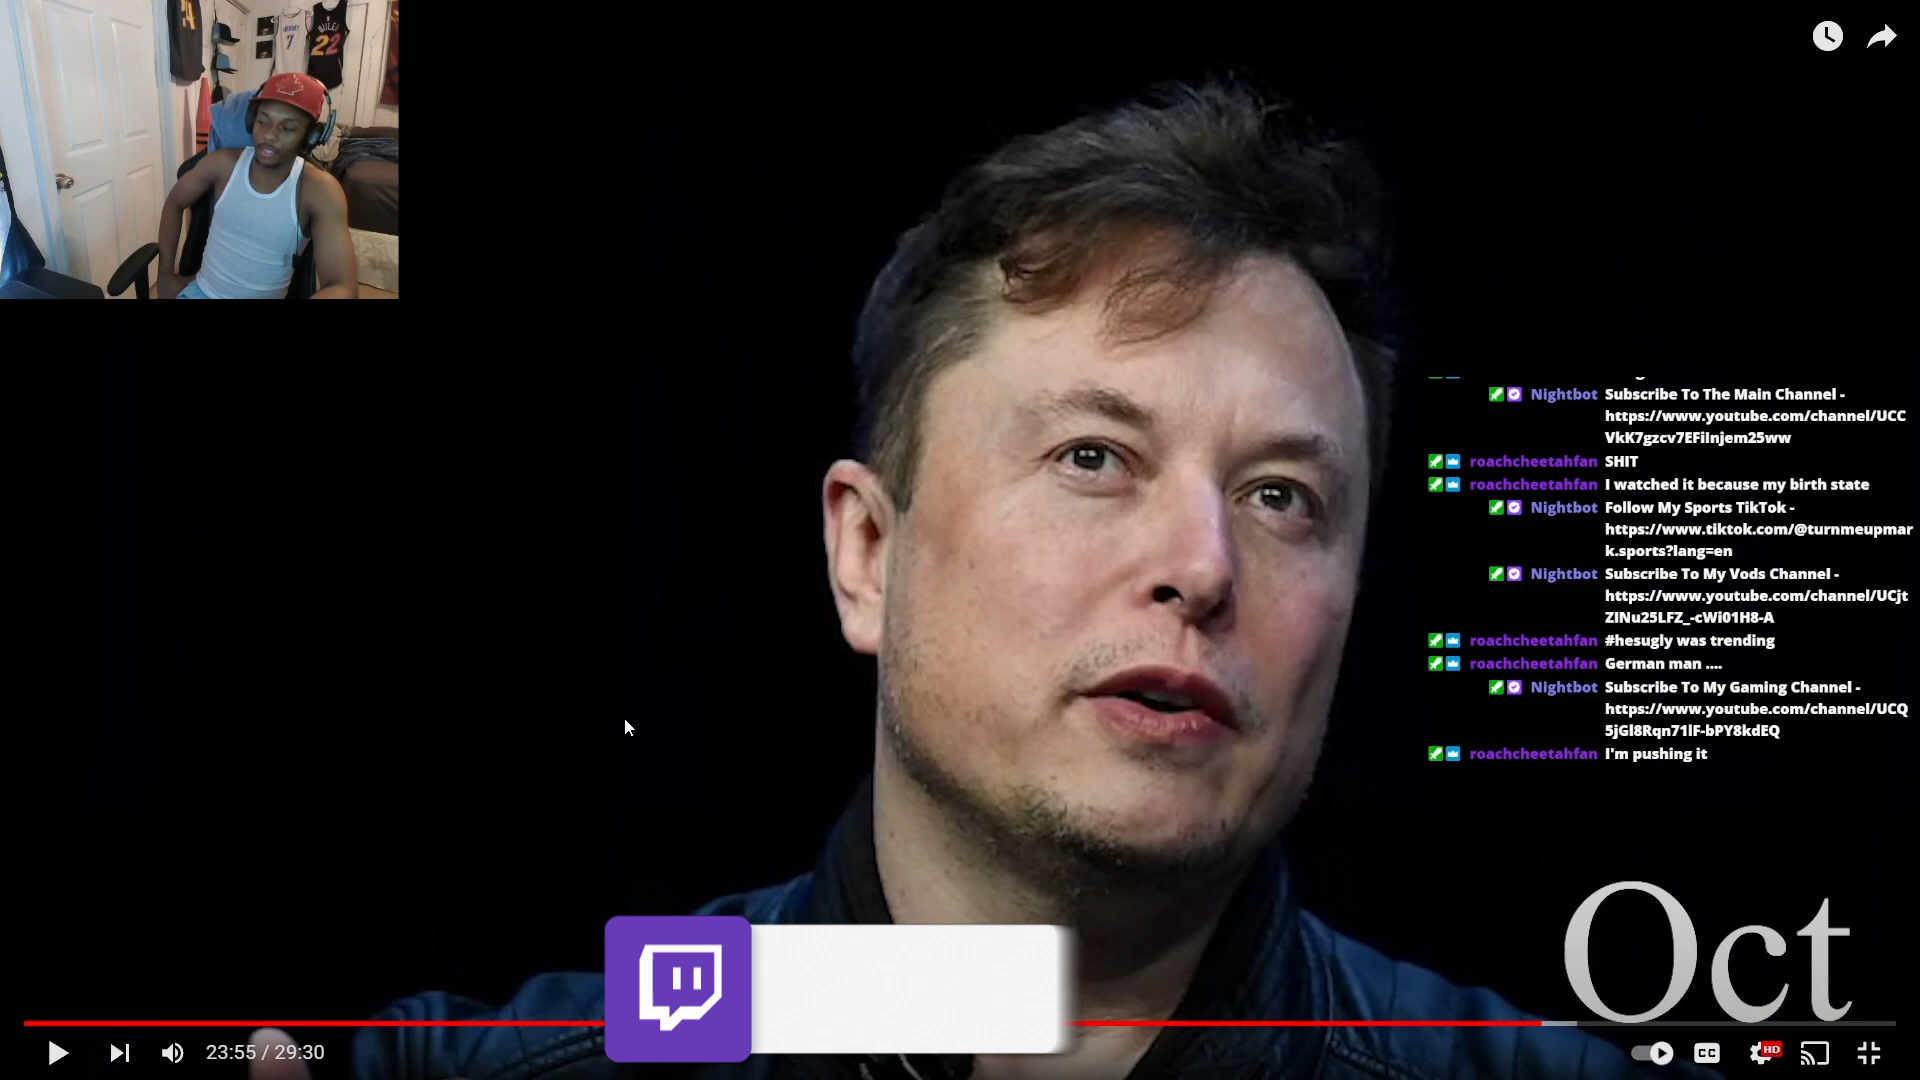 7
22
Nightbot Subscribe To The Main Channel -
https://www.youtube.com/channel/UCC
VkK7gzcv7EFiInjem25ww
roachcheetahfan SHIT
roachcheetahfan I watched it because my birth state
Nightbot Follow My Sports TikTok -
https://www.tiktok.com/@turnmeupmar
k.sports?lang=en
Nightbot Subscribe To My Vods Channel -
https://www.youtube.com/channel/UCjt
ZINu25LFZ_-cWi01H8-A
roachcheetahfan #hesugly was trending
roachcheetahfan German man ....
Nightbot Subscribe To My Gaming Channel -
https://www.youtube.com/channel/UCQ
5jGl8Rqn71lF-bPY8kdEQ
roachcheetahfan I'm pushing it
Oct
23:55 / 29:30
CC
HD